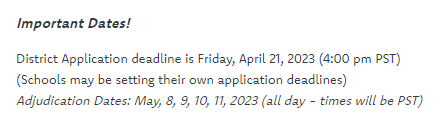 Important Dates!
District Application deadline is Friday, April 21, 2023 (4:00 pm PST)
(Schools may be setting their own application deadlines)
Adjudication Dates: May, 8, 9, 10, 11, 2023 (all day - times will be PST)